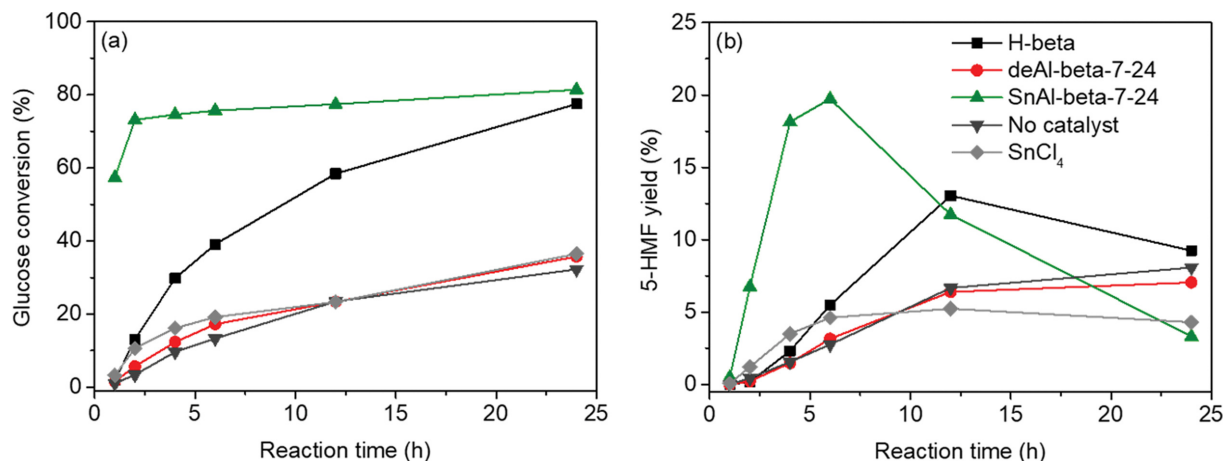 (a)
Glucose conversion (%)
100
80
60
40
20
0
0 5 10 15 20 25
Reaction time (h)
(b)
5-HMF yield (%)
25
20
15
10
5
0
H-beta
deAl-beta-7-24
SnAl-beta-7-24
No catalyst
SnCl₄
0 5 10 15 20 25
Reaction time (h)